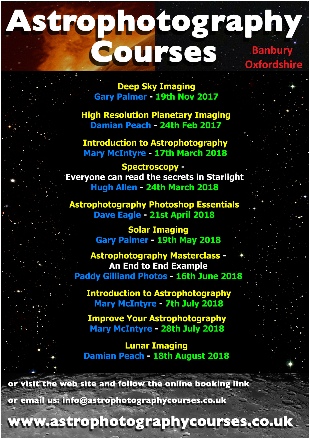 Astrophotography
Courses
Banbury
Oxfordshire
Deep Sky Imaging
Gary Palmer - 19th Nov 2017
High Resolution Planetary Imaging
Damian Peach - 24th Feb 2017
Introduction to Astrophotography
Mary McIntyre - 17th March 2018
Spectroscopy -
Everyone can read the secrets in Starlight
Hugh Allen - 24th March 2018
Astrophotography Photoshop Essentials
Dave Eagle - 21st April 2018
Solar Imaging
Gary Palmer - 19th May 2018
Astrophotography Masterclass -
An End to End Example
Paddy Gilliland Photos - 16th June 2018
Introduction to Astrophotography
Mary McIntyre - 7th July 2018
Improve Your Astrophotography
Mary McIntyre - 28th July 2018
Lunar Imaging
Damian Peach - 18th August 2018
or visit the web site and follow the online booking link
or email us: info@astrophotographycourses.co.uk
www.astrophotographycourses.co.uk